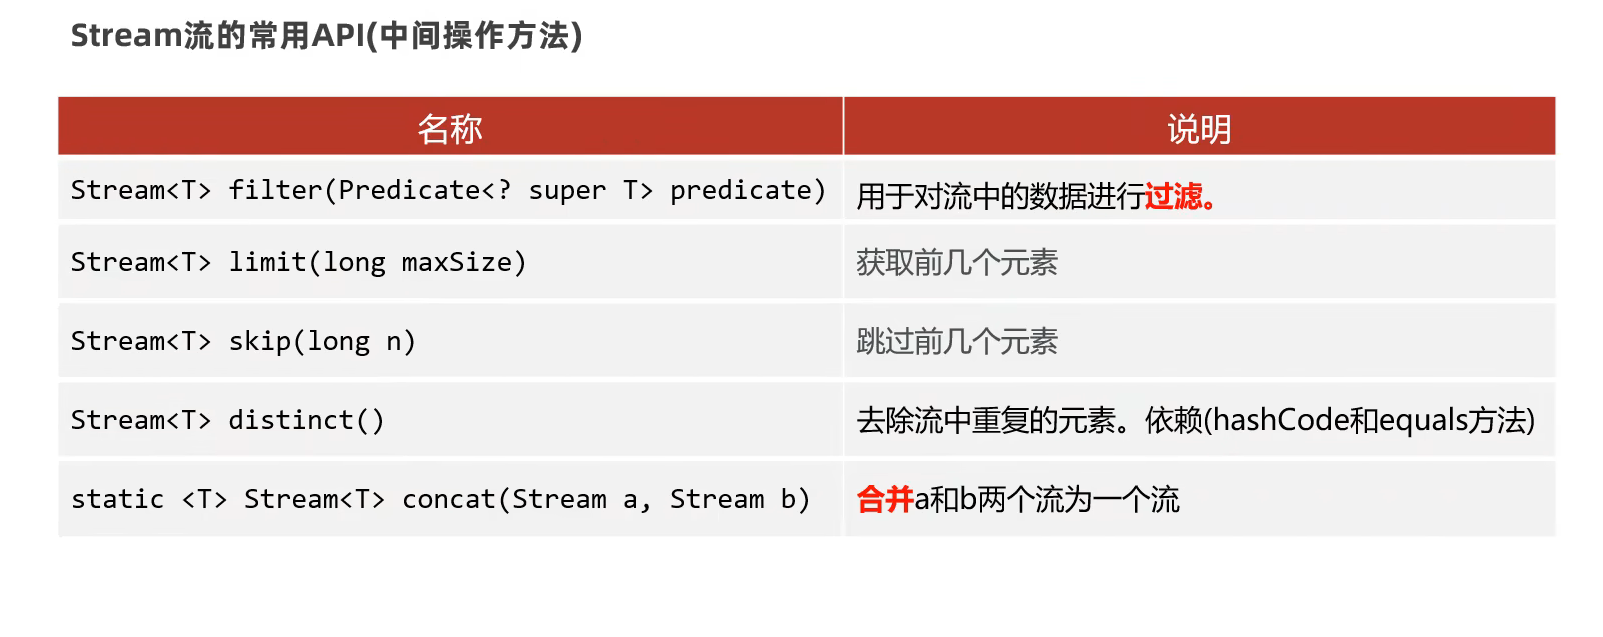 Stream流的常用API(中间操作方法)
名称 说明
Stream<T> filter(Predicate<? super T> predicate) 用于对流中的数据进行过滤。
Stream<T> limit(long maxSize) 获取前几个元素
Stream<T> skip(long n) 跳过前几个元素
Stream<T> distinct() 去除流中重复的元素。依赖(hashCode和equals方法)
static <T> Stream<T> concat(Stream a, Stream b) 合并a和b两个流为一个流